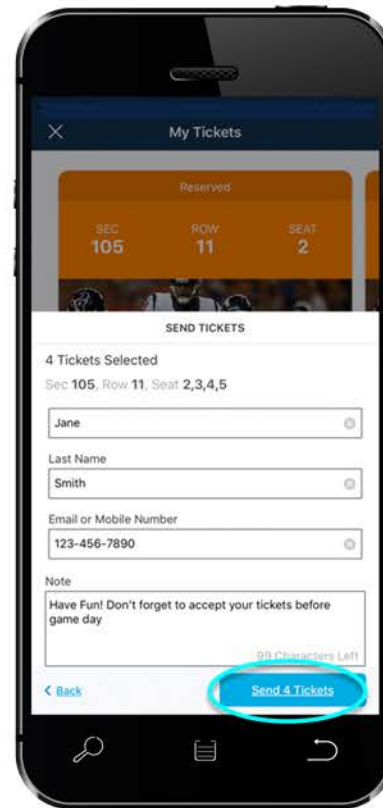 My Tickets
Reserved
SEC ROW SEAT
105 11 2
SEND TICKETS
4 Tickets Selected
Sec 105, Row 11, Seat 2,3,4,5
Jane
Last Name
Smith
Email or Mobile Number
123-456-7890
Note
Have Fun! Don't forget to accept your tickets before
game day
99 Characters Left
Back Send 4 Tickets